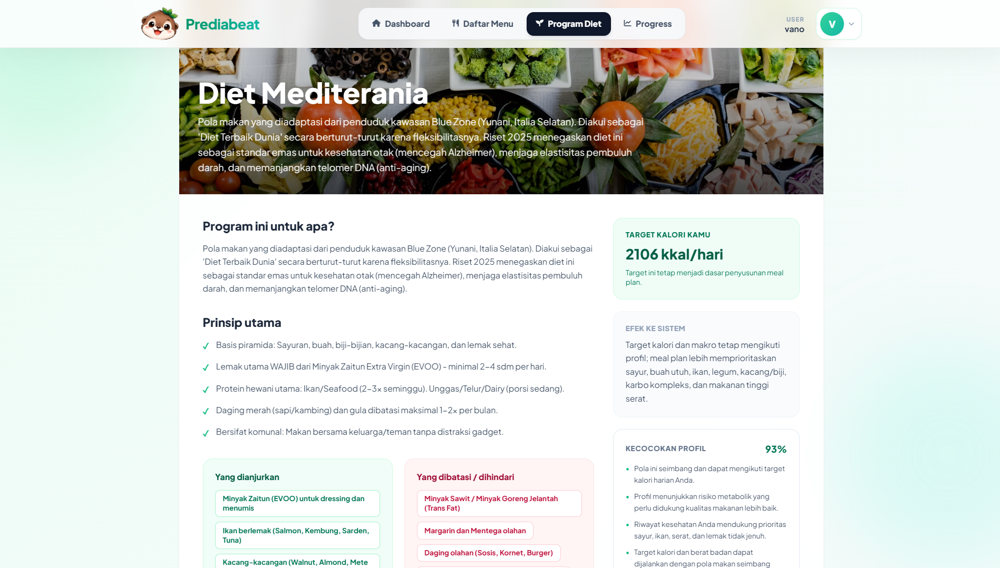 Prediabeat
Dashboard
Daftar Menu
Program Diet
Progress
USER
vano
V
Diet Mediterania
Pola makan yang diadaptasi dari penduduk kawasan Blue Zone (Yunani, Italia Selatan). Diakui sebagai
'Diet Terbaik Dunia' secara berturut-turut karena fleksibilitasnya. Riset 2025 menegaskan diet ini
sebagai standar emas untuk kesehatan otak (mencegah Alzheimer), menjaga elastisitas pembuluh
darah, dan memanjangkan telomer DNA (anti-aging).
Program ini untuk apa?
Pola makan yang diadaptasi dari penduduk kawasan Blue Zone (Yunani, Italia Selatan). Diakui sebagai
'Diet Terbaik Dunia' secara berturut-turut karena fleksibilitasnya. Riset 2025 menegaskan diet ini
sebagai standar emas untuk kesehatan otak (mencegah Alzheimer), menjaga elastisitas pembuluh
darah, dan memanjangkan telomer DNA (anti-aging).
Prinsip utama
Basis piramida: Sayuran, buah, biji-bijian, kacang-kacangan, dan lemak sehat.
Lemak utama WAJIB dari Minyak Zaitun Extra Virgin (EVOO) - minimal 2–4 sdm per hari.
Protein hewani utama: Ikan/Seafood (2–3× seminggu). Unggas/Telur/Dairy (porsi sedang).
Daging merah (sapi/kambing) dan gula dibatasi maksimal 1–2× per bulan.
Bersifat komunal: Makan bersama keluarga/teman tanpa distraksi gadget.
Yang dianjurkan
Minyak Zaitun (EVOO) untuk dressing dan
menumis
Ikan berlemak (Salmon, Kembung, Sarden,
Tuna)
Kacang-kacangan (Walnut, Almond, Mete
Yang dibatasi / dihindari
Minyak Sawit / Minyak Goreng Jelantah
(Trans Fat)
Margarin dan Mentega olahan
Daging olahan (Sosis, Kornet, Burger)
TARGET KALORI KAMU
2106 kkal/hari
Target ini tetap menjadi dasar penyusunan meal
plan.
EFEK KE SISTEM
Target kalori dan makro tetap mengikuti
profil; meal plan lebih memprioritaskan
sayur, buah utuh, ikan, legum, kacang/biji,
karbo kompleks, dan makanan tinggi
serat.
KECOCOKAN PROFIL
93%
Pola ini seimbang dan dapat mengikuti target
kalori harian Anda.
Profil menunjukkan risiko metabolik yang
perlu didukung kualitas makanan lebih baik.
Riwayat kesehatan Anda mendukung prioritas
sayur, ikan, serat, dan lemak tidak jenuh.
Target kalori dan berat badan dapat
dijalankan dengan pola makan seimbang